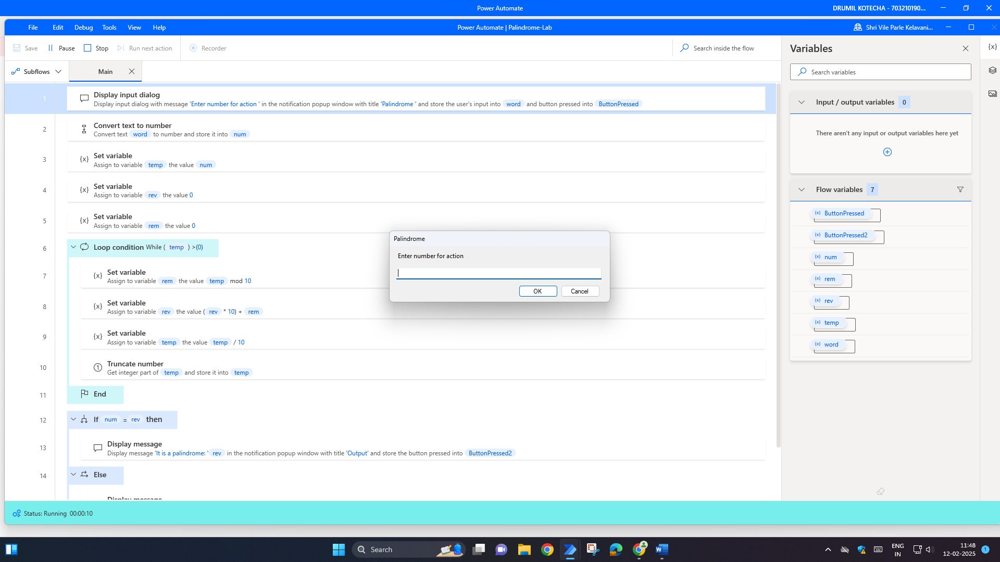 Power Automate
DRUMIL KOTECHA - 703210190...
File Edit Debug Tools View Help
Power Automate | Palindrome-Lab
Shri Vile Parle Kelavani...
Save Pause Stop Run next action Recorder
Search inside the flow
Subflows Main
1
Display input dialog
Display input dialog with message 'Enter number for action ' in the notification popup window with title 'Palindrome ' and store the user's input into word and button pressed into ButtonPressed
2
Convert text to number
Convert text word to number and store it into num
3
{x} Set variable
Assign to variable temp the value num
4
{x} Set variable
Assign to variable rev the value 0
5
{x} Set variable
Assign to variable rem the value 0
6
Loop condition While ( temp ) >(0)
7
{x} Set variable
Assign to variable rem the value temp mod 10
8
{x} Set variable
Assign to variable rev the value ( rev * 10) + rem
9
{x} Set variable
Assign to variable temp the value temp / 10
10
1 Truncate number
Get integer part of temp and store it into temp
11
End
12
If num = rev then
13
Display message
Display message 'It is a palindrome: ' rev in the notification popup window with title 'Output' and store the button pressed into ButtonPressed2
14
Else
Display message
Palindrome
Enter number for action
OK Cancel
Variables
{x}
Search variables
Input / output variables 0
There aren't any input or output variables here yet
Flow variables 7
(x) ButtonPressed
(x) ButtonPressed2
(x) num
(x) rem
(x) rev
(x) temp
(x) word
Status: Running 00:00:10
Search
ENG
IN
11:48
12-02-2025
1